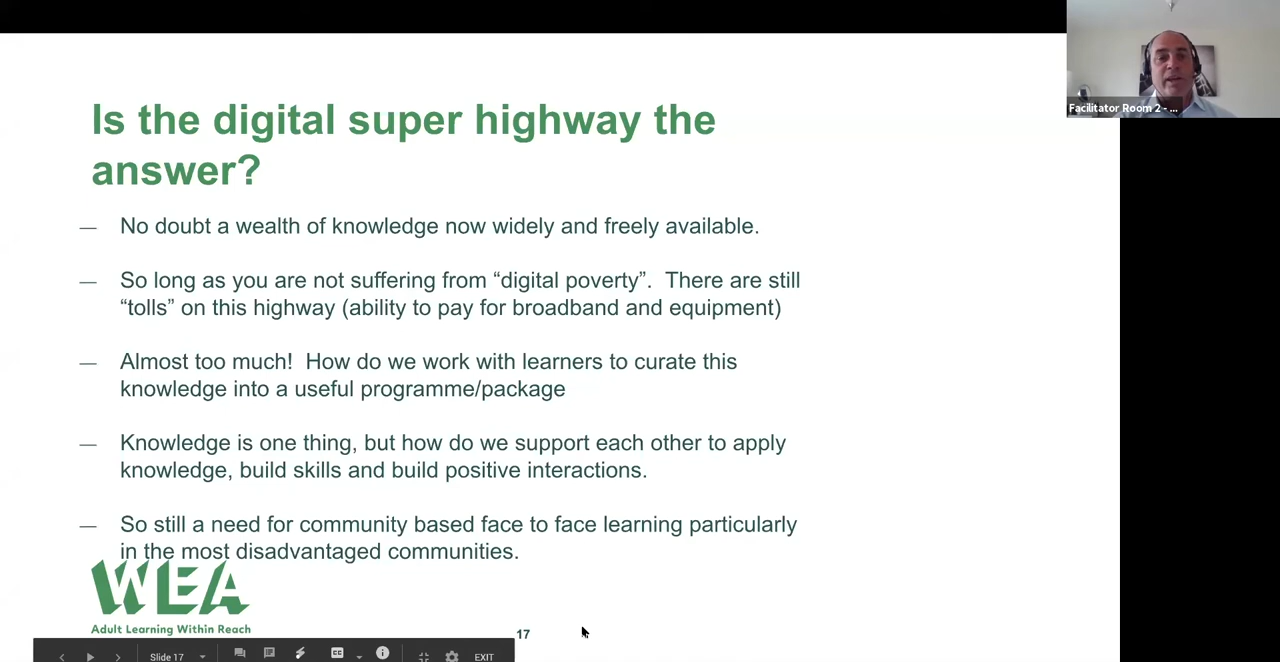 Is the digital super highway the
answer?
— No doubt a wealth of knowledge now widely and freely available.
— So long as you are not suffering from “digital poverty”.  There are still
“tolls” on this highway (ability to pay for broadband and equipment)
— Almost too much!  How do we work with learners to curate this
knowledge into a useful programme/package
— Knowledge is one thing, but how do we support each other to apply
knowledge, build skills and build positive interactions.
— So still a need for community based face to face learning particularly
in the most disadvantaged communities.
WEA
Adult Learning Within Reach
17
Slide 17
CC
EXIT
Facilitator Room 2 - ...